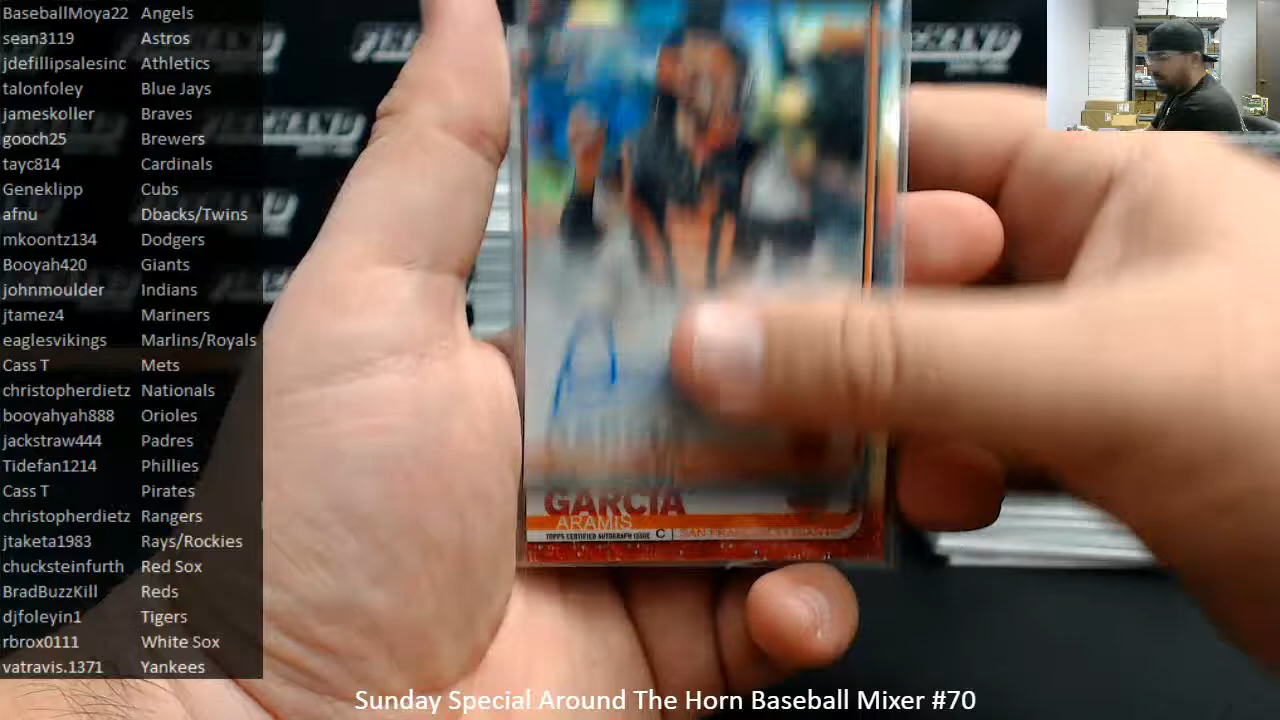 BaseballMoya22 Angels
sean3119 Astros
jdefillipsalesinc Athletics
talonfoley Blue Jays
jameskoller Braves
gooch25 Brewers
tayc814 Cardinals
Geneklipp Cubs
afnu Dbacks/Twins
mkoontz134 Dodgers
Booyah420 Giants
johnmoulder Indians
jtamez4 Mariners
eaglesvikings Marlins/Royals
Cass T Mets
christopherdietz Nationals
booyahyah888 Orioles
jackstraw444 Padres
Tidefan1214 Phillies
Cass T Pirates
christopherdietz Rangers
jtaketa1983 Rays/Rockies
chucksteinfurth Red Sox
BradBuzzKill Reds
djfoleyin1 Tigers
rbrox0111 White Sox
vatravis.1371 Yankees
GARCIA
ARAMIS
TOPPS CERTIFIED AUTOGRAPH ISSUE C
Sunday Special Around The Horn Baseball Mixer #70